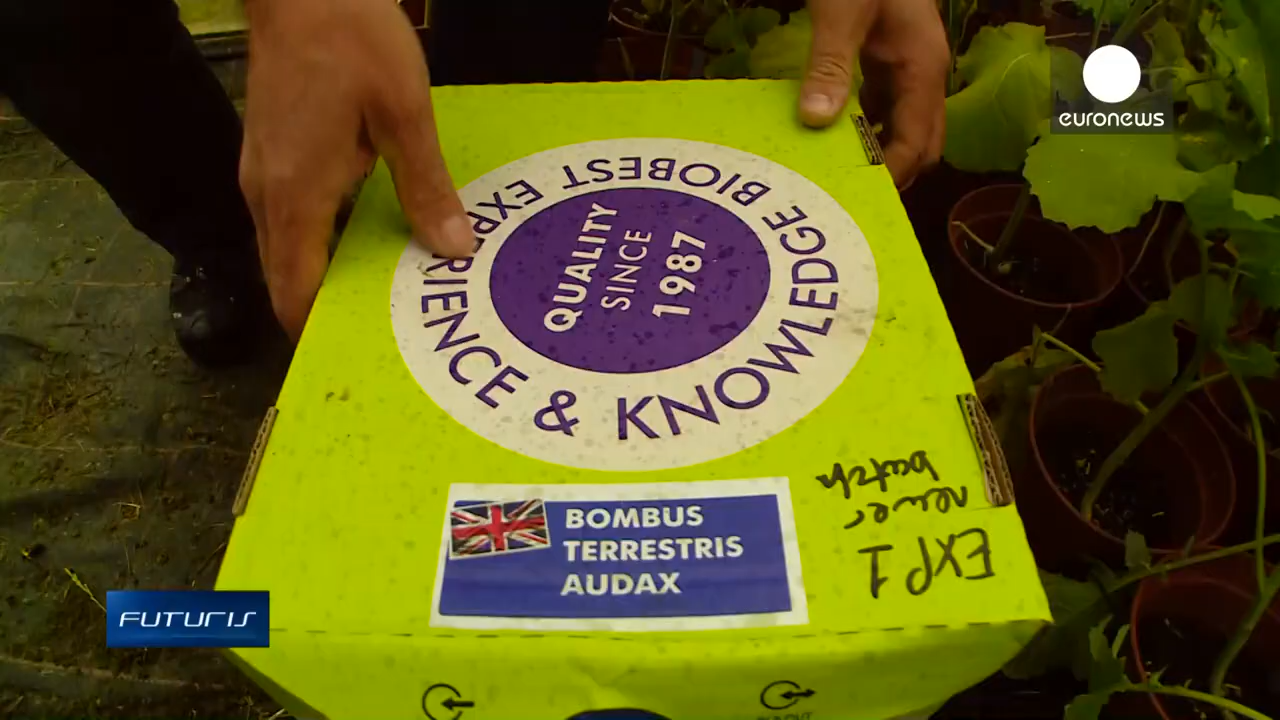 euronews
BIOBEST EXPERIENCE & KNOWLEDGE
QUALITY
SINCE
1987
BOMBUS
TERRESTRIS
AUDAX
EXP 1
newer
batch
FUTURIS